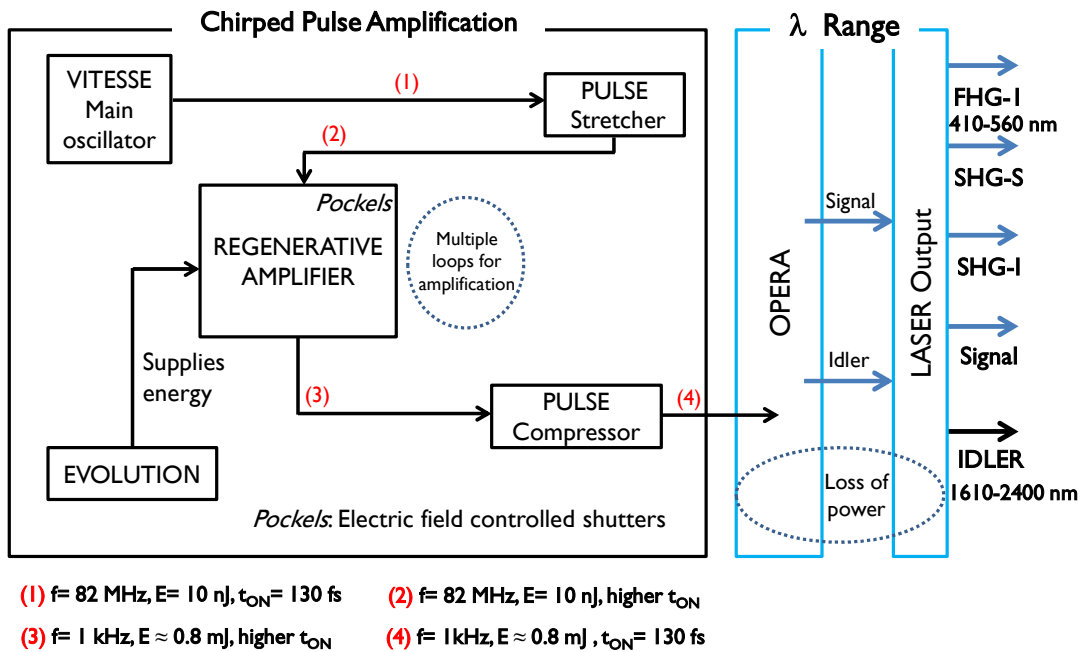 Chirped Pulse Amplification
λ Range
VITESSE
Main
oscillator
(1)
PULSE
Stretcher
(2)
Pockels
REGENERATIVE
AMPLIFIER
Multiple
loops for
amplification
Supplies
energy
(3)
PULSE
Compressor
(4)
EVOLUTION
Pockels: Electric field controlled shutters
OPERA
Signal
Idler
Loss of
power
LASER Output
FHG-I
410-560 nm
SHG-S
SHG-I
Signal
IDLER
1610-2400 nm
(1) f= 82 MHz, E= 10 nJ, tON= 130 fs
(2) f= 82 MHz, E= 10 nJ, higher tON
(3) f= 1 kHz, E ≈ 0.8 mJ, higher tON
(4) f= 1kHz, E ≈ 0.8 mJ , tON= 130 fs